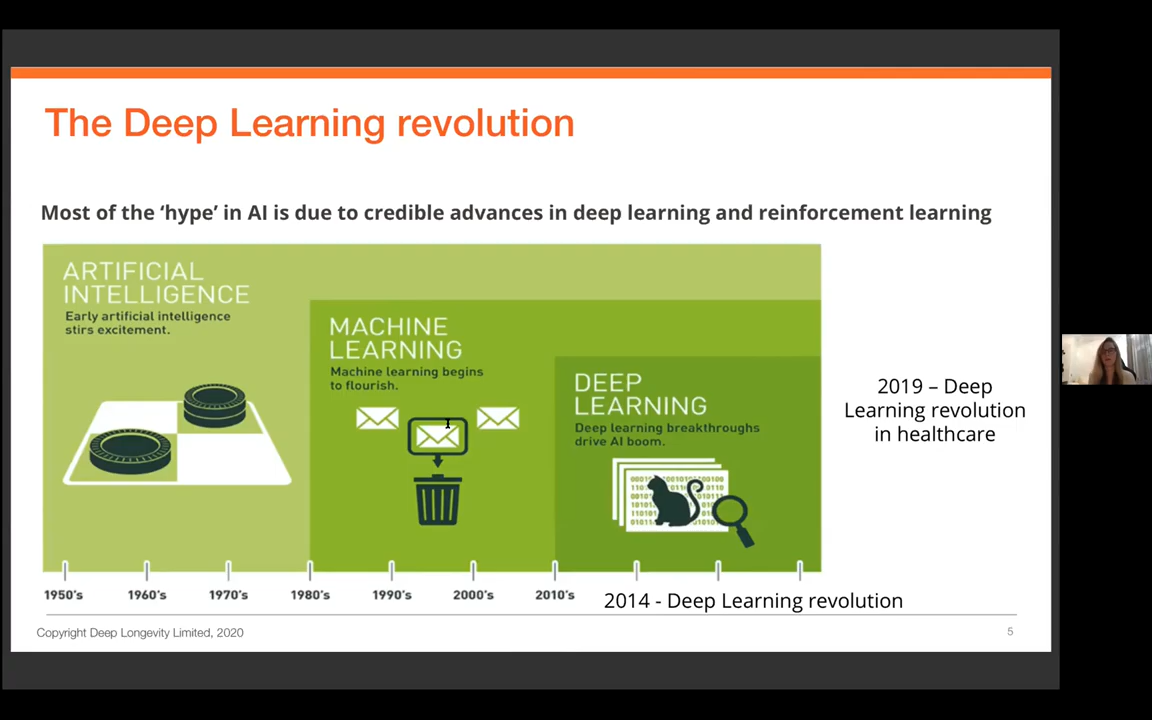 The Deep Learning revolution
Most of the ‘hype’ in AI is due to credible advances in deep learning and reinforcement learning
ARTIFICIAL
INTELLIGENCE
Early artificial intelligence
stirs excitement.
MACHINE
LEARNING
Machine learning begins
to flourish.
DEEP
LEARNING
Deep learning breakthroughs
drive AI boom.
2019 – Deep
Learning revolution
in healthcare
1950's 1960's 1970's 1980's 1990's 2000's 2010's
2014 - Deep Learning revolution
Copyright Deep Longevity Limited, 2020
5